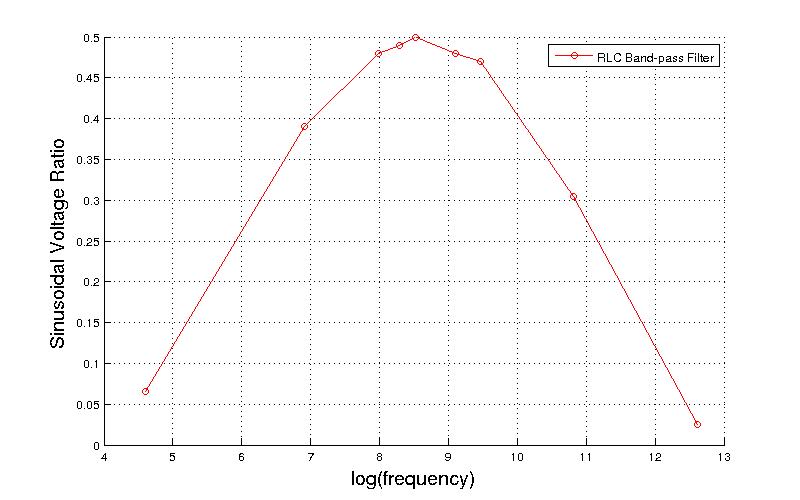 0.5
RLC Band-pass Filter
0.45
0.4
0.35
0.3
0.25
0.2
0.15
0.1
0.05
0
Sinusoidal Voltage Ratio
4 5 6 7 8 9 10 11 12 13
log(frequency)